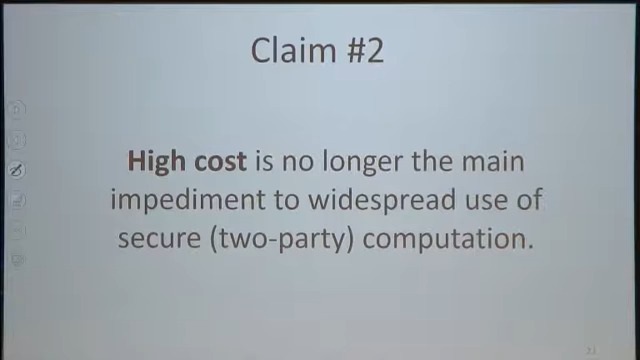 Claim #2
High cost is no longer the main
impediment to widespread use of
secure (two-party) computation.